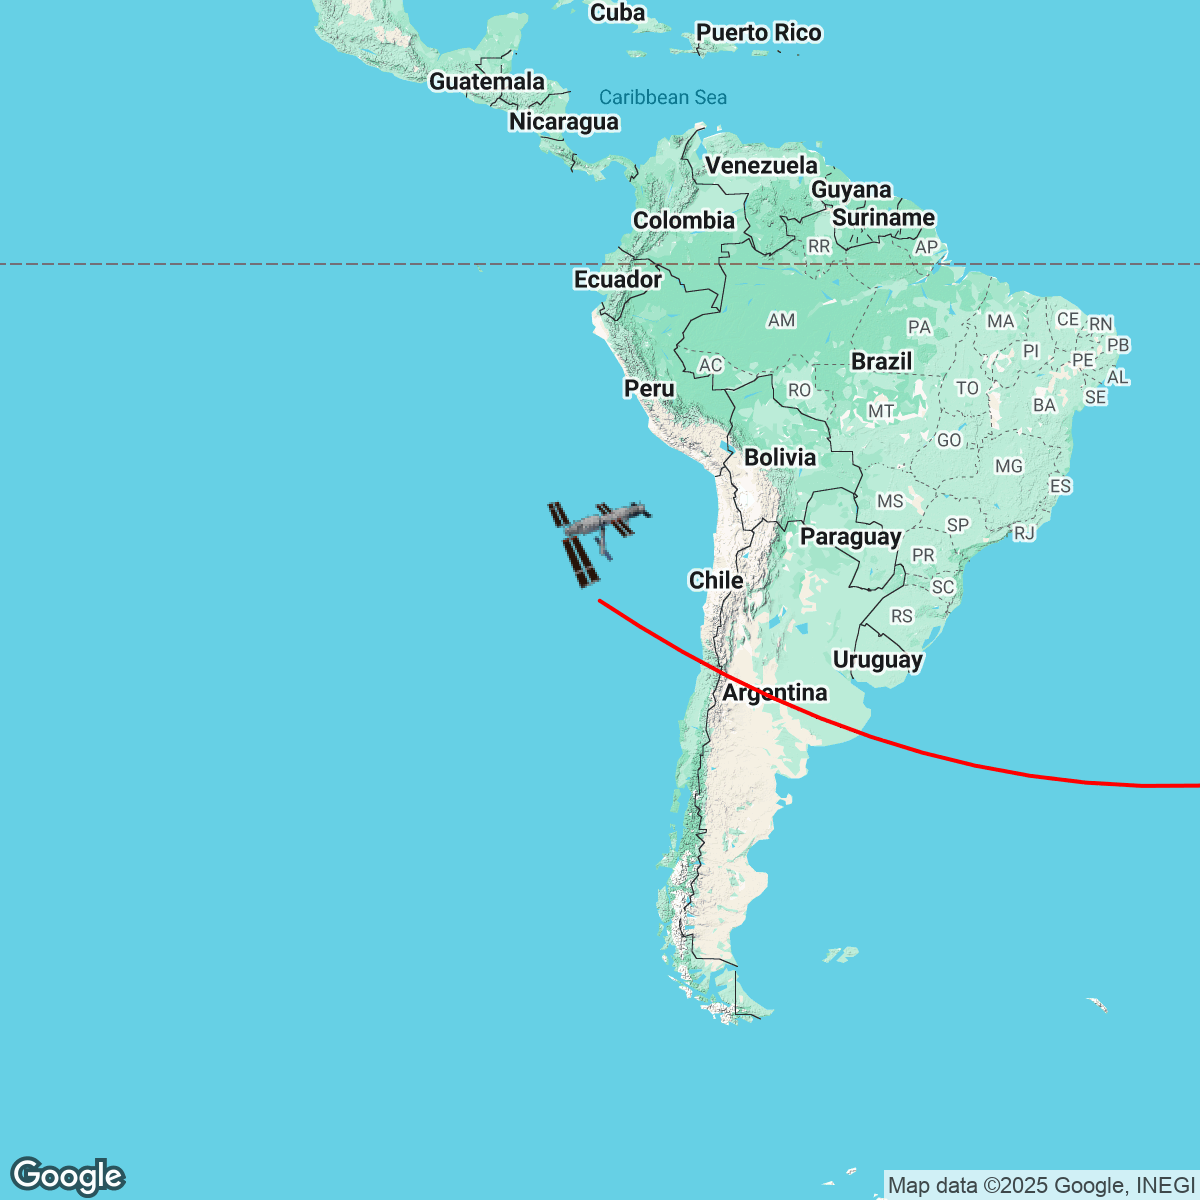 Cuba
Puerto Rico
Guatemala
Caribbean Sea
Nicaragua
Venezuela
Guyana
Colombia
Suriname
RR
AP
Ecuador
AM
PA
MA
CE
RN
PB
PI
PE
Brazil
AC
AL
TO
RO
Peru
SE
BA
MT
GO
Bolivia
MG
ES
MS
SP
RJ
Paraguay
PR
Chile
SC
RS
Uruguay
Argentina
Google
Map data ©2025 Google, INEGI